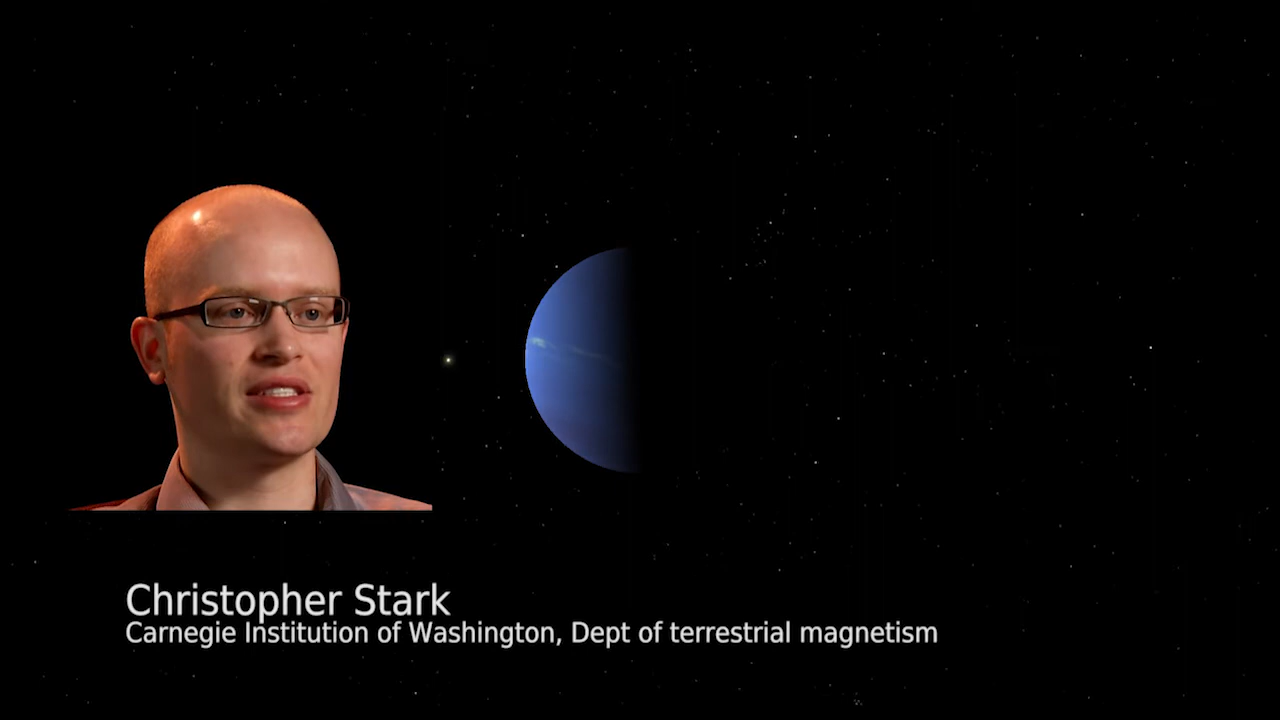 Christopher Stark
Carnegie Institution of Washington, Dept of terrestrial magnetism